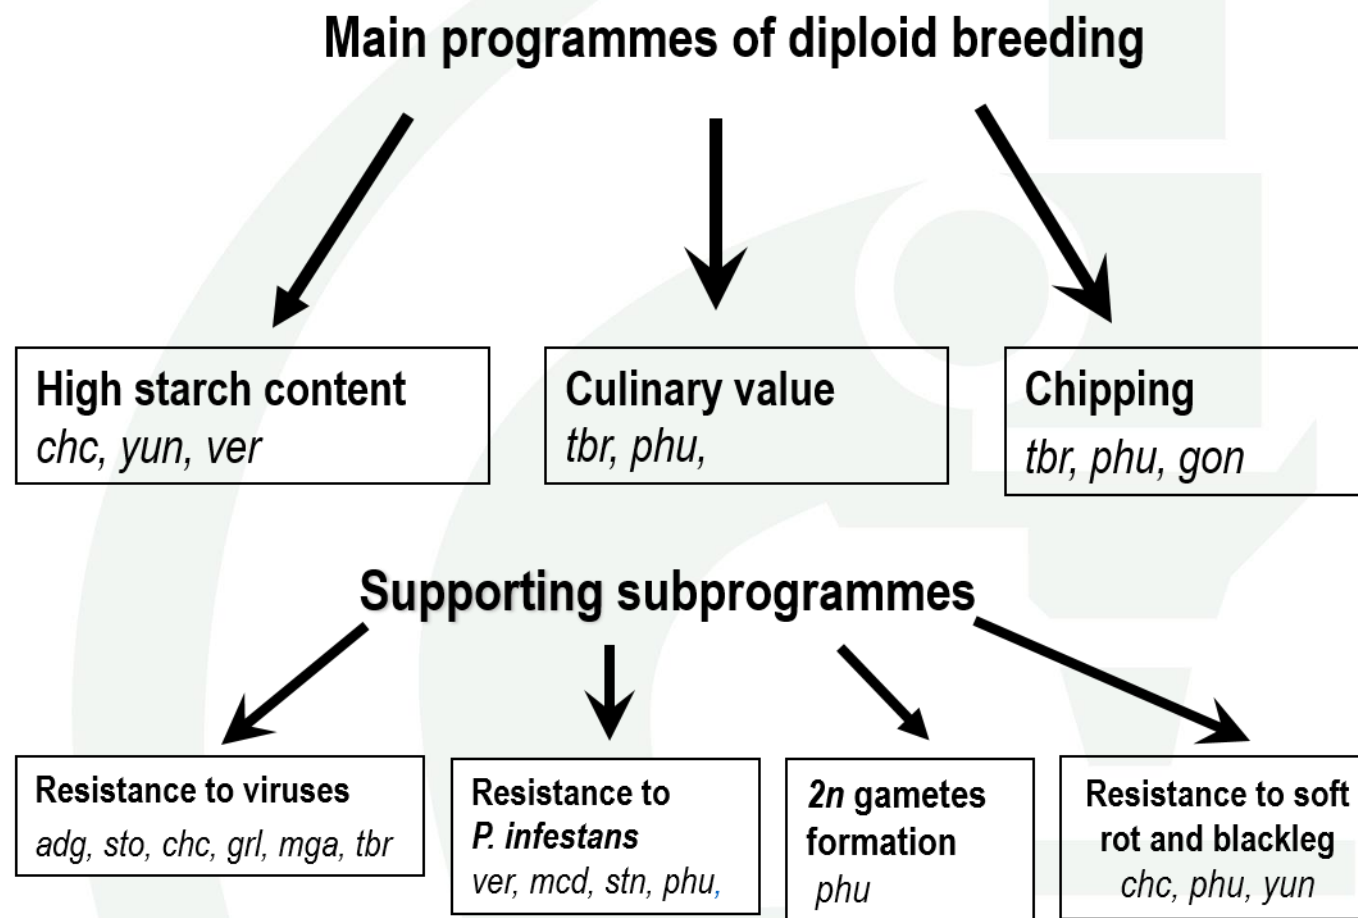 Main programmes of diploid breeding
High starch content
chc, yun, ver
Culinary value
tbr, phu,
Chipping
tbr, phu, gon
Supporting subprogrammes
Resistance to viruses
adg, sto, chc, grl, mga, tbr
Resistance to
P. infestans
ver, mcd, stn, phu,
2n gametes
formation
phu
Resistance to soft
rot and blackleg
chc, phu, yun